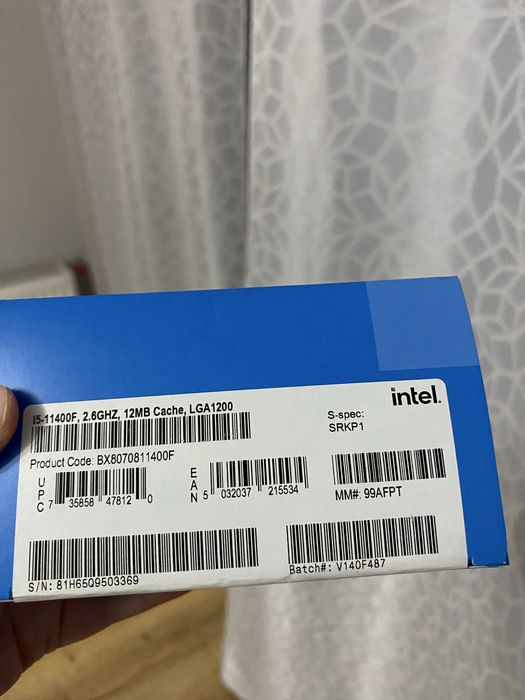 i5-11400F, 2.6GHZ, 12MB Cache, LGA1200
intel.
S-spec:
SRKP1
Product Code: BX8070811400F
UPC
7 35858 47812 0
EAN
5 032037 215534
MM#: 99AFPT
S/N: 81H65Q9503369
Batch#: V140F487